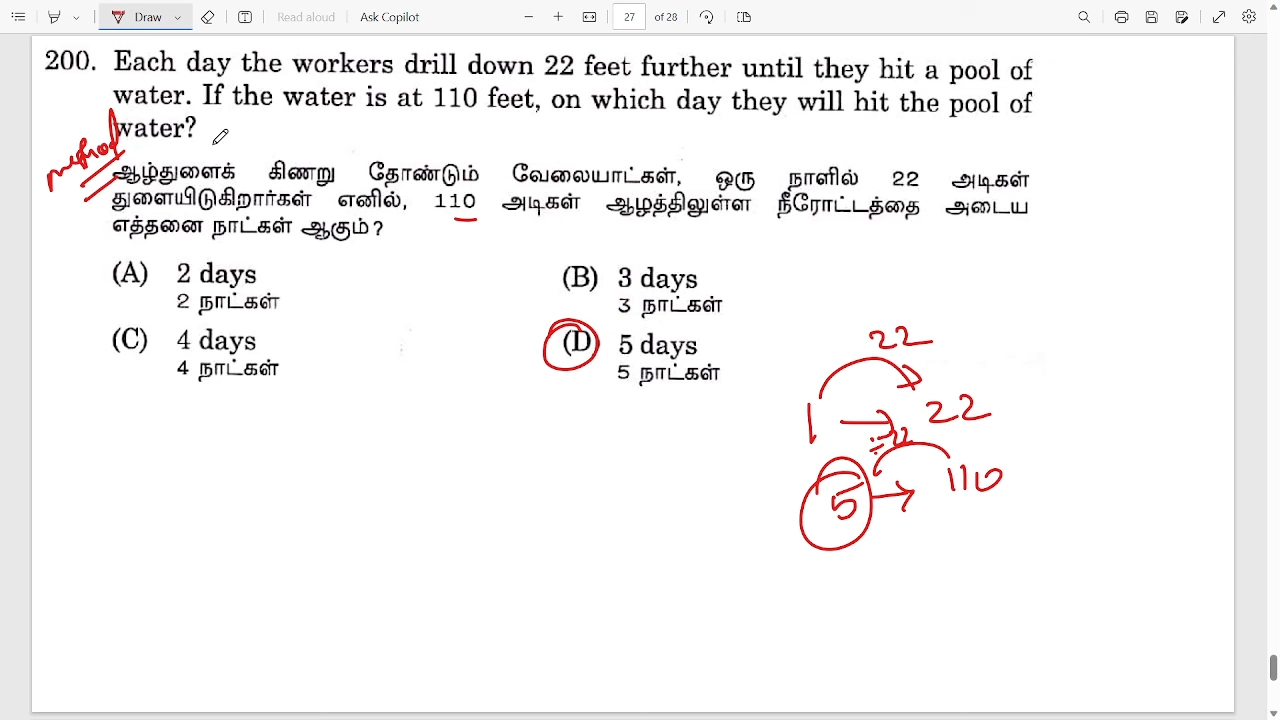 Draw
Read aloud
Ask Copilot
27
of 28
200. Each day the workers drill down 22 feet further until they hit a pool of
water. If the water is at 110 feet, on which day they will hit the pool of
water?
method
ஆழ்துளைக் கிணறு தோண்டும் வேலையாட்கள், ஒரு நாளில் 22 அடிகள்
துளையிடுகிறார்கள் எனில், 110 அடிகள் ஆழத்திலுள்ள நீரோட்டத்தை அடைய
எத்தனை நாட்கள் ஆகும்?
(A) 2 days
2 நாட்கள்
(B) 3 days
3 நாட்கள்
(C) 4 days
4 நாட்கள்
(D) 5 days
5 நாட்கள்
22
1 → 22
÷22
5 → 110